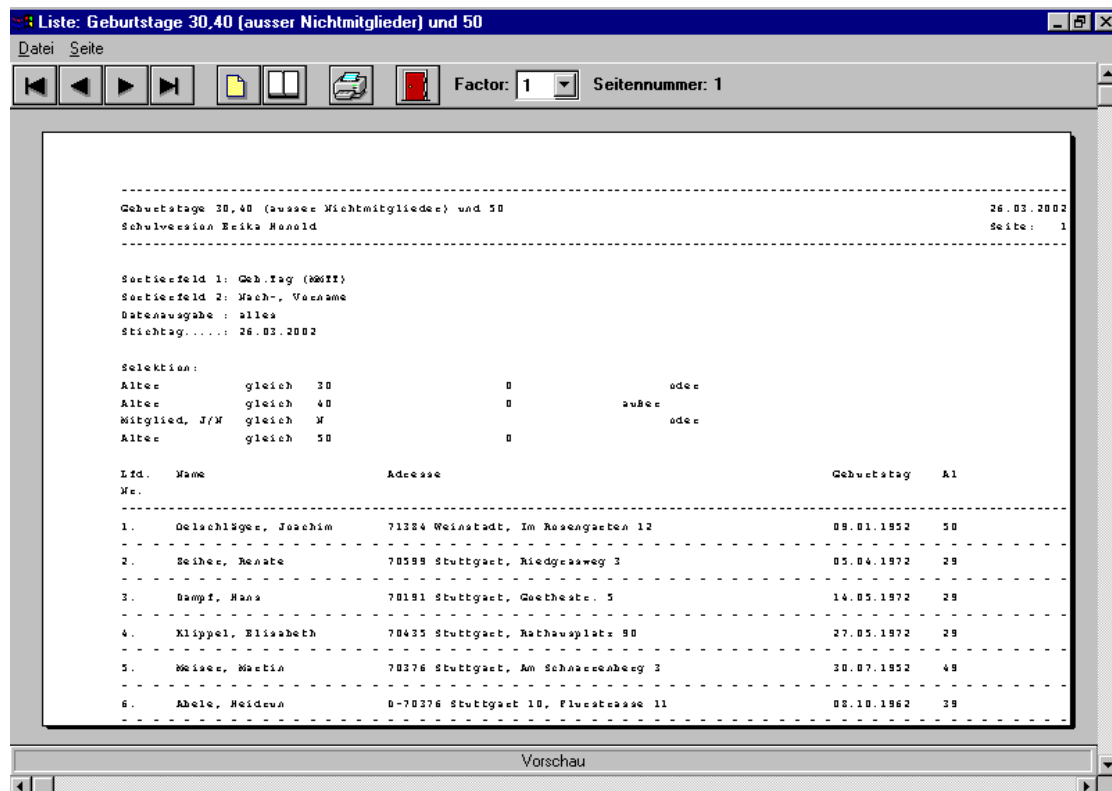 Liste: Geburtstage 30,40 (ausser Nichtmitglieder) und 50
Datei Seite
Factor: 1 Seitennummer: 1
Geburtstage 30,40 (ausser Nichtmitglieder) und 50 26.03.2002
Schulversion Erika Honold Seite: 1
Sortierfeld 1: Geb.Tag (MMTT)
Sortierfeld 2: Nach-, Vorname
Datenausgabe : alles
Stichtag.....: 26.03.2002
Selektion:
Alter gleich 30 0 oder
Alter gleich 40 0 außer
Mitglied, J/N gleich N oder
Alter gleich 50 0
Lfd. Name Adresse Geburtstag Al
Nr.
1. Oelschläger, Joachim 71384 Weinstadt, Im Rosengarten 12 09.01.1952 50
2. Seiher, Renate 70599 Stuttgart, Riedgrasweg 3 05.04.1972 29
3. Dampf, Hans 70191 Stuttgart, Goethestr. 5 14.05.1972 29
4. Klippel, Elisabeth 70435 Stuttgart, Rathausplatz 90 27.05.1972 29
5. Meiser, Martin 70376 Stuttgart, Am Schnarrenberg 3 30.07.1952 49
6. Abele, Heidrun D-70376 Stuttgart 10, Flurstrasse 11 08.10.1962 39
Vorschau